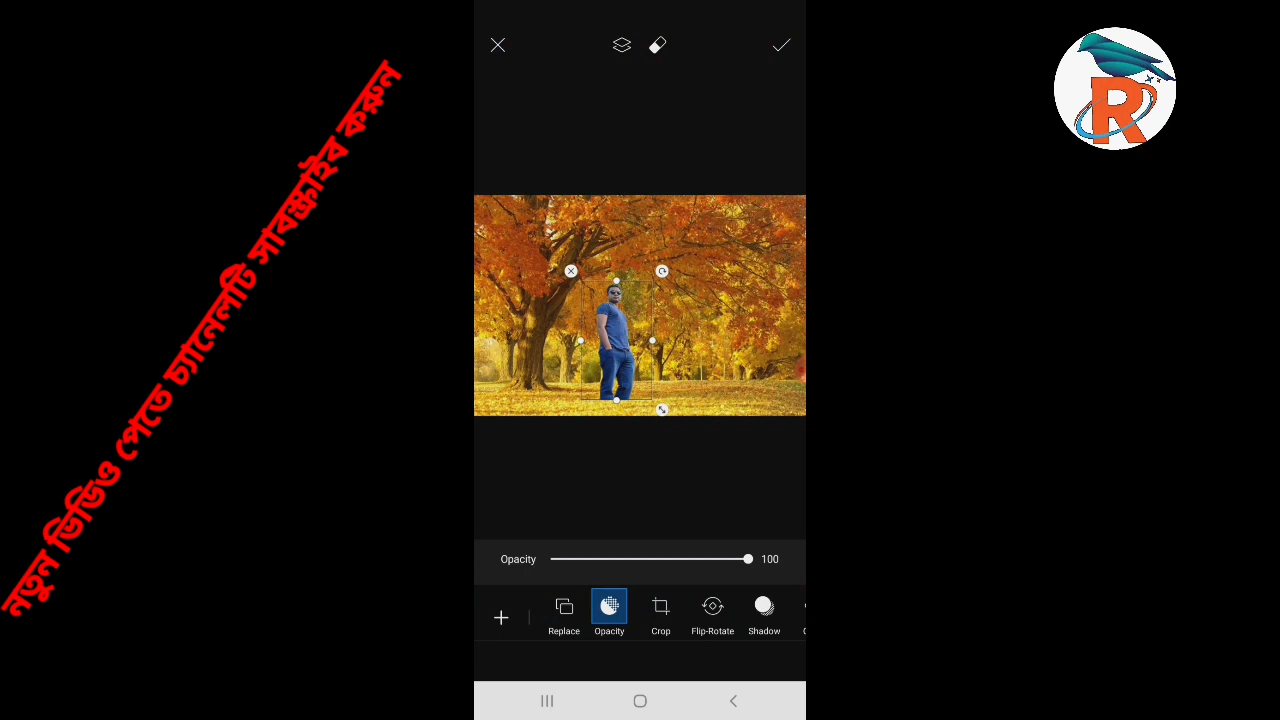 নতুন ভিডিও পেতে চ্যানেলটি সাবস্ক্রাইব করুন
R
Opacity 100
Replace Opacity Crop Flip-Rotate Shadow